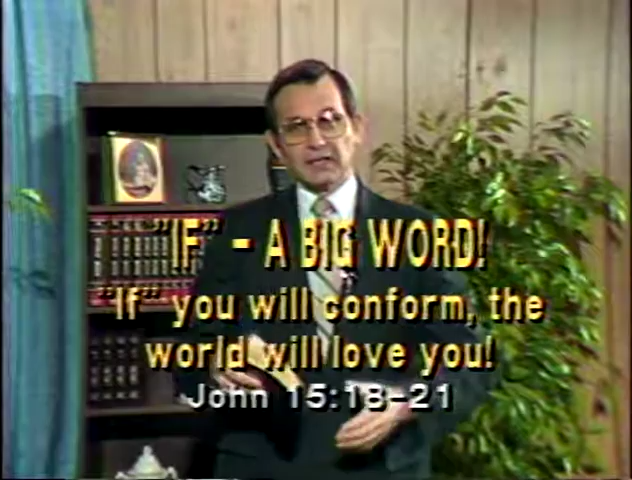 "IF" - A BIG WORD!
"If" you will conform, the
world will love you!
John 15:18-21